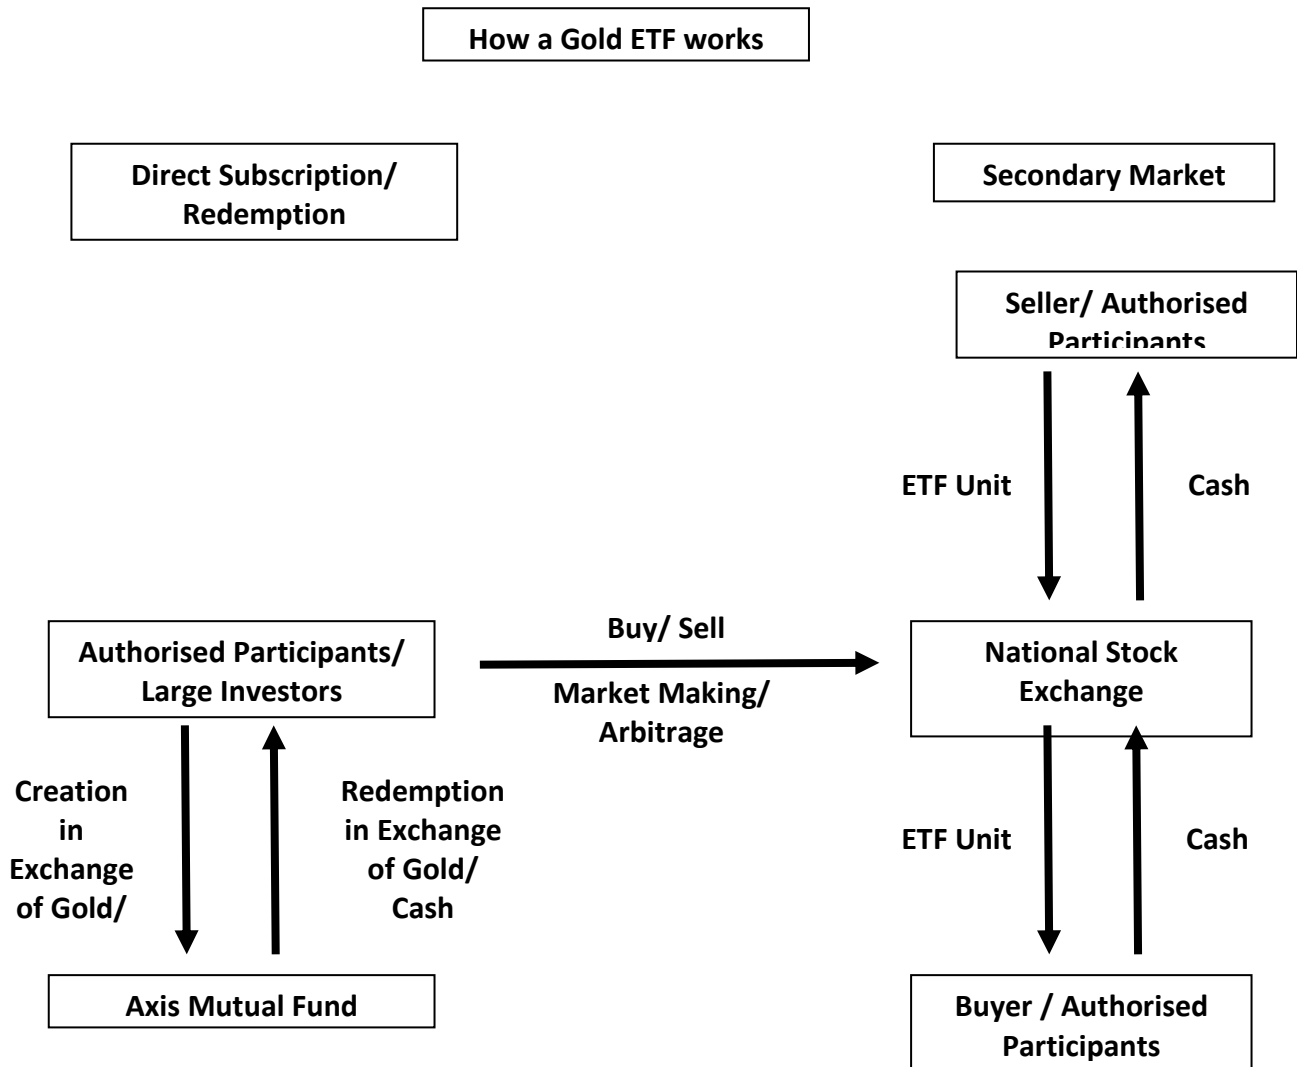 How a Gold ETF works
Direct Subscription/
Redemption
Secondary Market
Seller/ Authorised
Participants
ETF Unit
Cash
Authorised Participants/
Large Investors
Buy/ Sell
Market Making/
Arbitrage
National Stock
Exchange
Creation
in
Exchange
of Gold/
Redemption
in Exchange
of Gold/
Cash
ETF Unit
Cash
Axis Mutual Fund
Buyer / Authorised
Participants